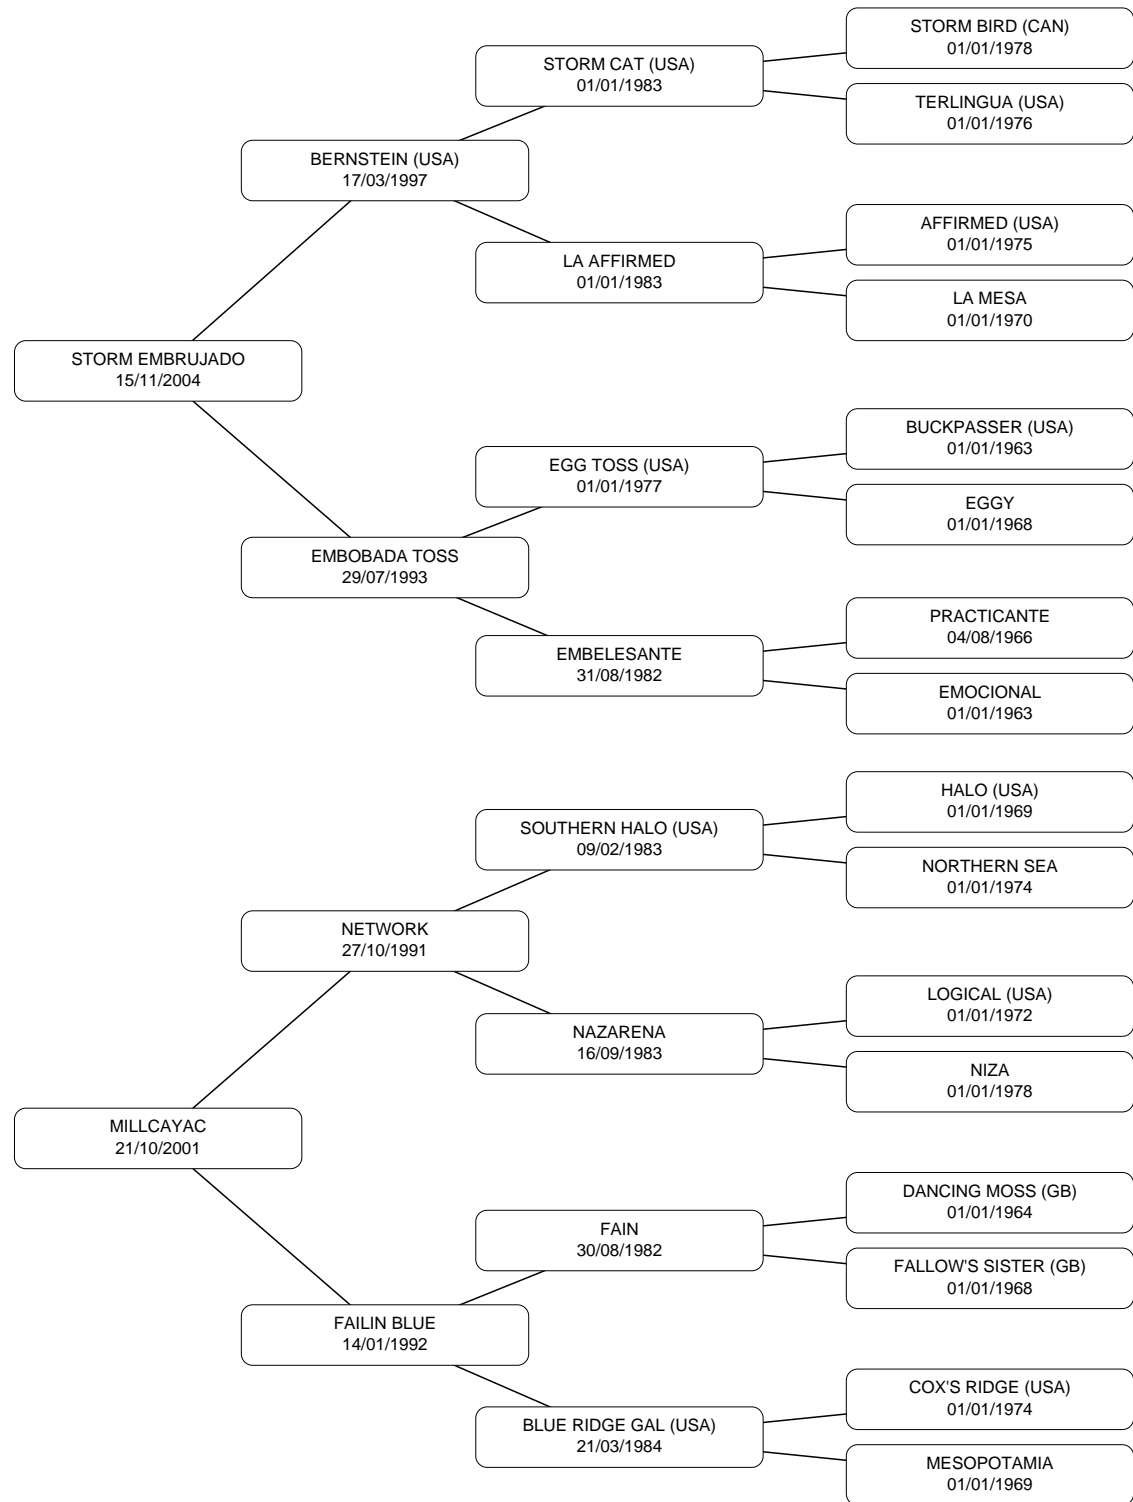 STORM BIRD (CAN)
01/01/1978
STORM CAT (USA)
01/01/1983
TERLINGUA (USA)
01/01/1976
BERNSTEIN (USA)
17/03/1997
AFFIRMED (USA)
01/01/1975
LA AFFIRMED
01/01/1983
LA MESA
01/01/1970
STORM EMBRUJADO
15/11/2004
BUCKPASSER (USA)
01/01/1963
EGG TOSS (USA)
01/01/1977
EGGY
01/01/1968
EMBOBADA TOSS
29/07/1993
PRACTICANTE
04/08/1966
EMBELESANTE
31/08/1982
EMOCIONAL
01/01/1963
HALO (USA)
01/01/1969
SOUTHERN HALO (USA)
09/02/1983
NORTHERN SEA
01/01/1974
NETWORK
27/10/1991
LOGICAL (USA)
01/01/1972
NAZARENA
16/09/1983
NIZA
01/01/1978
MILLCAYAC
21/10/2001
DANCING MOSS (GB)
01/01/1964
FAIN
30/08/1982
FALLOW'S SISTER (GB)
01/01/1968
FAILIN BLUE
14/01/1992
COX'S RIDGE (USA)
01/01/1974
BLUE RIDGE GAL (USA)
21/03/1984
MESOPOTAMIA
01/01/1969